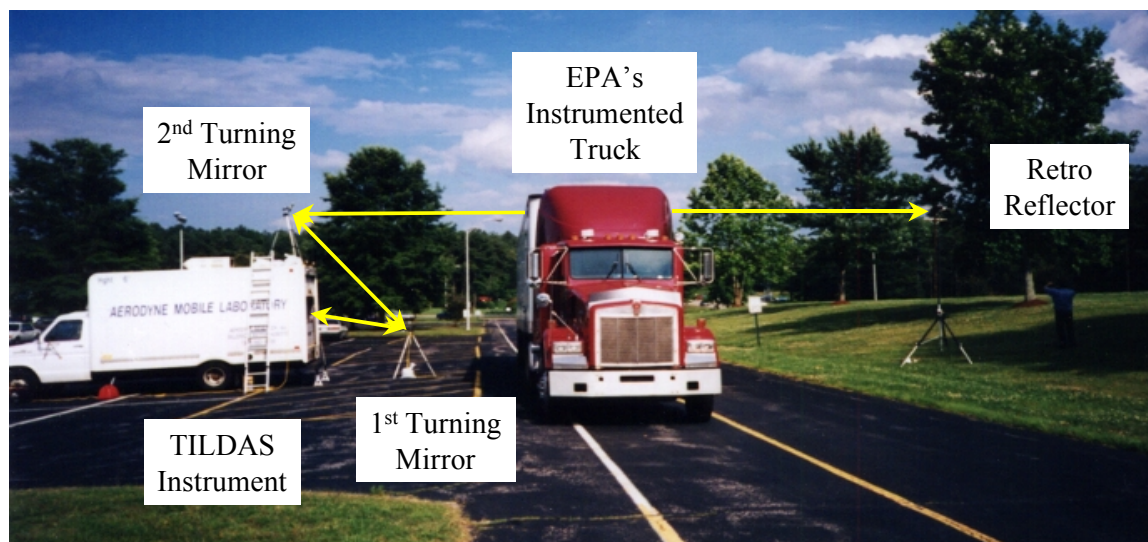 EPA's
Instrumented
Truck
2nd Turning
Mirror
Retro
Reflector
AERODYNE MOBILE LABORATORY
1st Turning
Mirror
TILDAS
Instrument